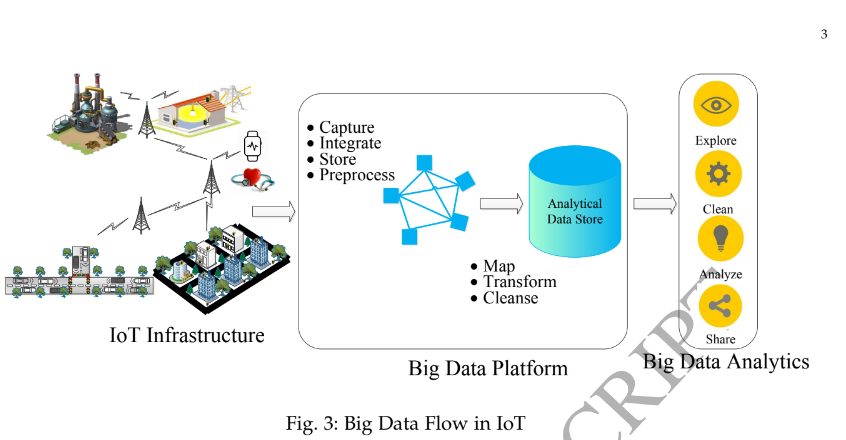 3
● Capture
● Integrate
● Store
● Preprocess
Analytical
Data Store
● Map
● Transform
● Cleanse
Explore
Clean
Analyze
Share
IoT Infrastructure
Big Data Platform
Big Data Analytics
CRIPT
Fig. 3: Big Data Flow in IoT